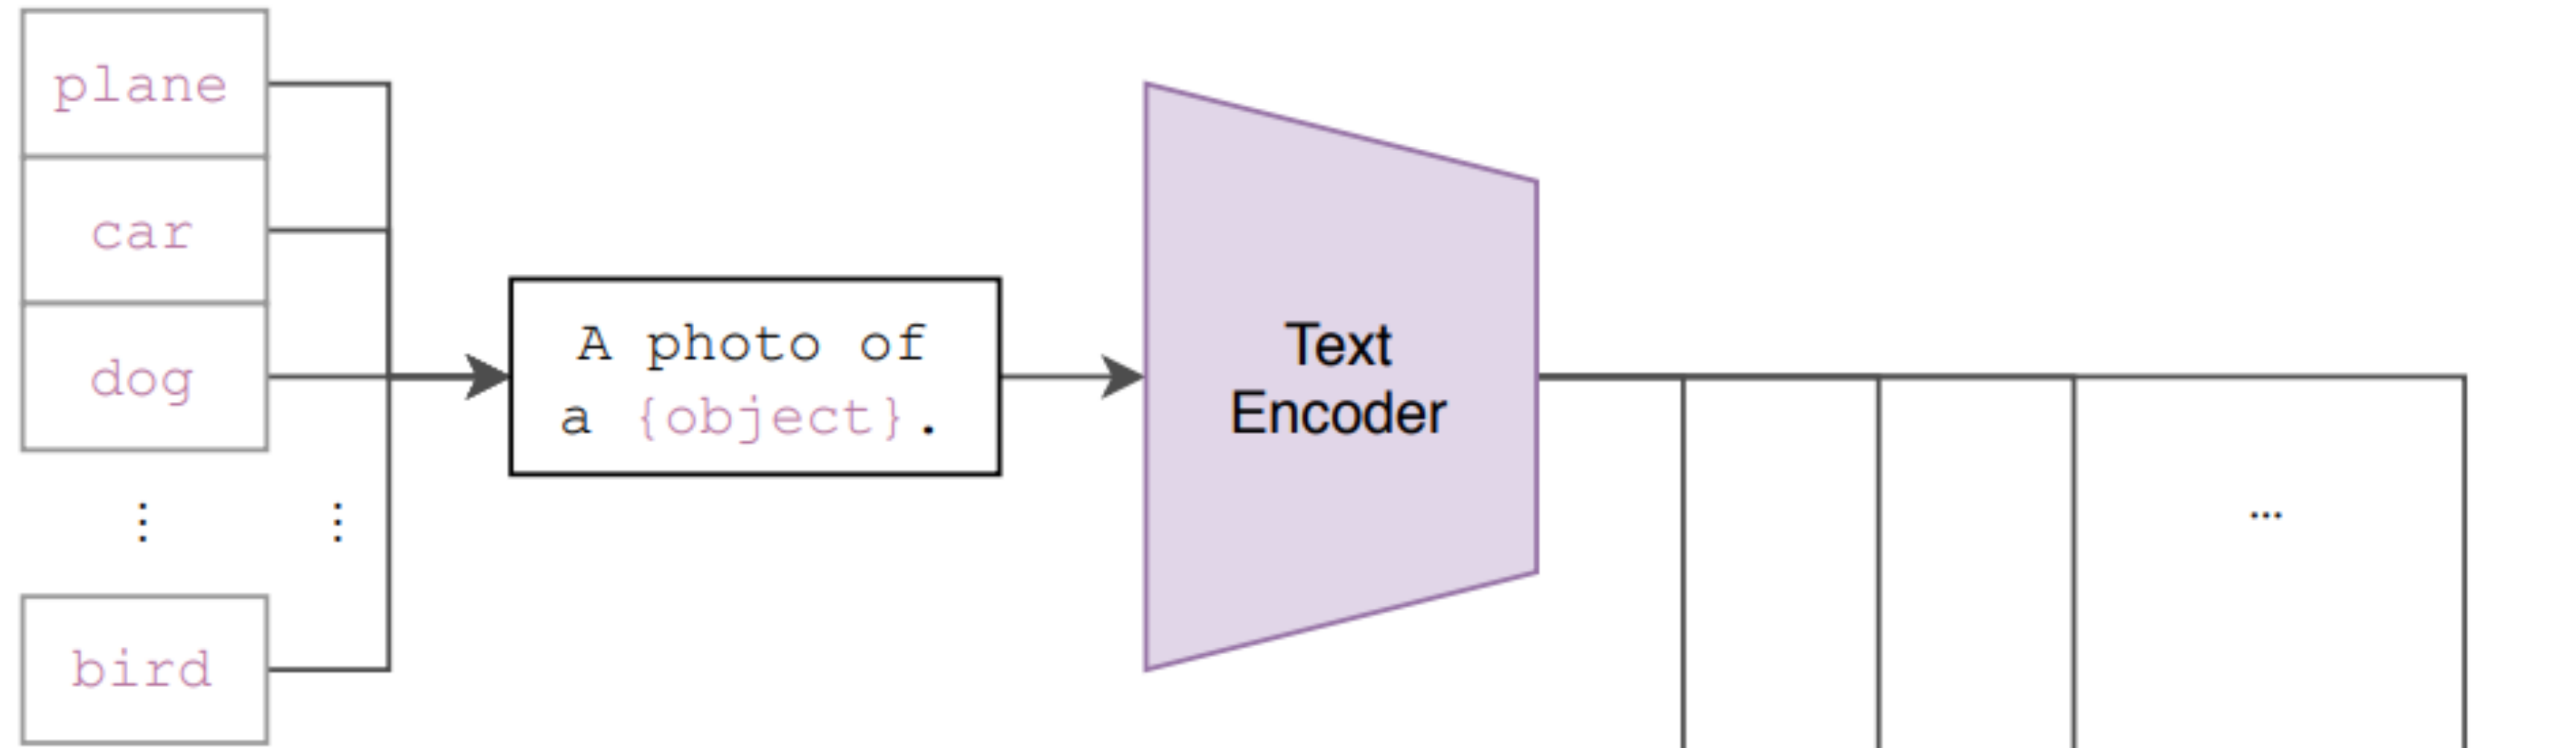 plane
car
dog
⋮ ⋮
bird
A photo of
a {object}.
Text
Encoder
...